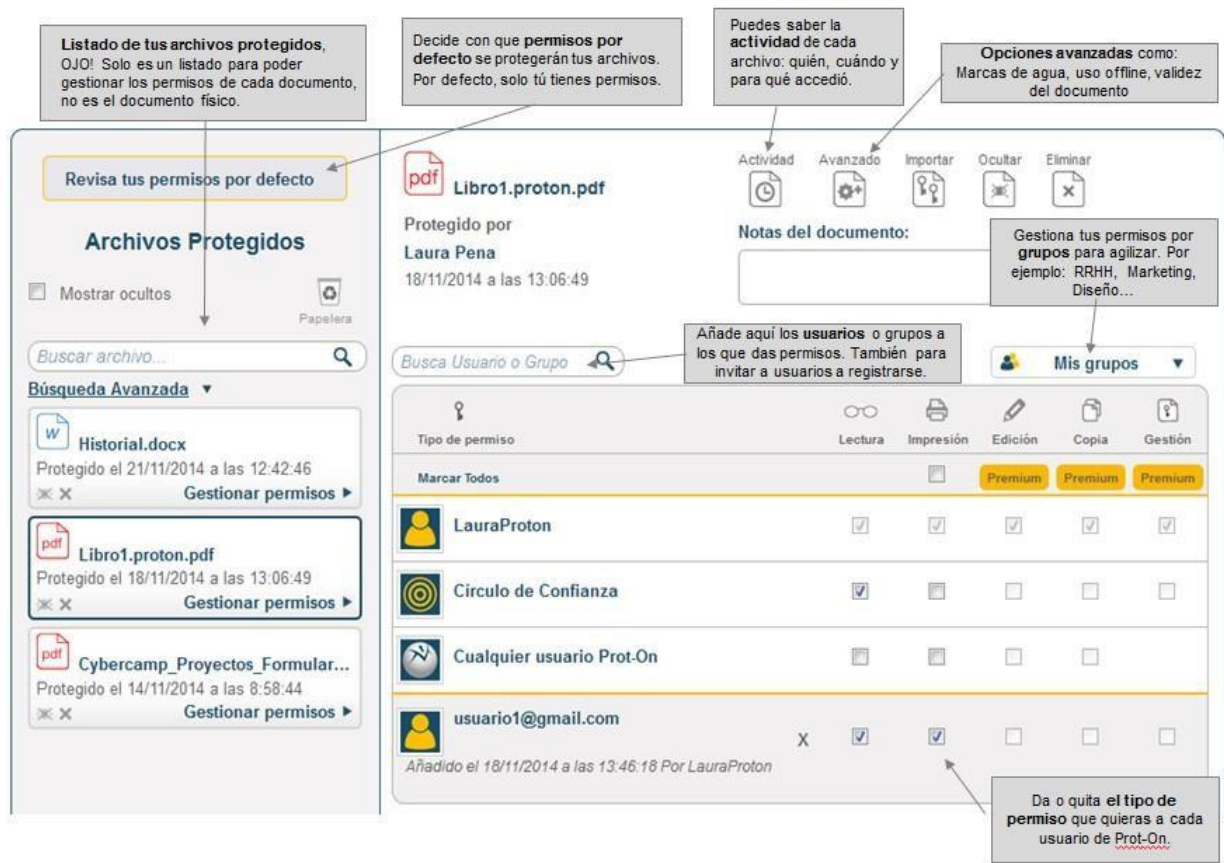 Listado de tus archivos protegidos,
OJO! Solo es un listado para poder
gestionar los permisos de cada documento,
no es el documento físico.
Decide con que permisos por
defecto se protegerán tus archivos.
Por defecto, solo tú tienes permisos.
Puedes saber la
actividad de cada
archivo: quién, cuándo y
para qué accedió.
Opciones avanzadas como:
Marcas de agua, uso offline, validez
del documento
Revisa tus permisos por defecto
Archivos Protegidos
Mostrar ocultos
Papelera
Buscar archivo...
Búsqueda Avanzada
W
Historial.docx
Protegido el 21/11/2014 a las 12:42:46
Gestionar permisos
pdf
Libro1.proton.pdf
Protegido el 18/11/2014 a las 13:06:49
Gestionar permisos
pdf
Cybercamp_Proyectos_Formular...
Protegido el 14/11/2014 a las 8:58:44
Gestionar permisos
pdf
Libro1.proton.pdf
Protegido por
Laura Pena
18/11/2014 a las 13:06:49
Actividad Avanzado Importar Ocultar Eliminar
Notas del documento:
Gestiona tus permisos por
grupos para agilizar. Por
ejemplo: RRHH, Marketing,
Diseño...
Busca Usuario o Grupo
Añade aquí los usuarios o grupos a
los que das permisos. También para
invitar a usuarios a registrarse.
Mis grupos
Tipo de permiso Lectura Impresión Edición Copia Gestión
Marcar Todos Premium Premium Premium
LauraProton
Círculo de Confianza
Cualquier usuario Prot-On
usuario1@gmail.com
X
Añadido el 18/11/2014 a las 13:46:18 Por LauraProton
Da o quita el tipo de
permiso que quieras a cada
usuario de Prot-On.